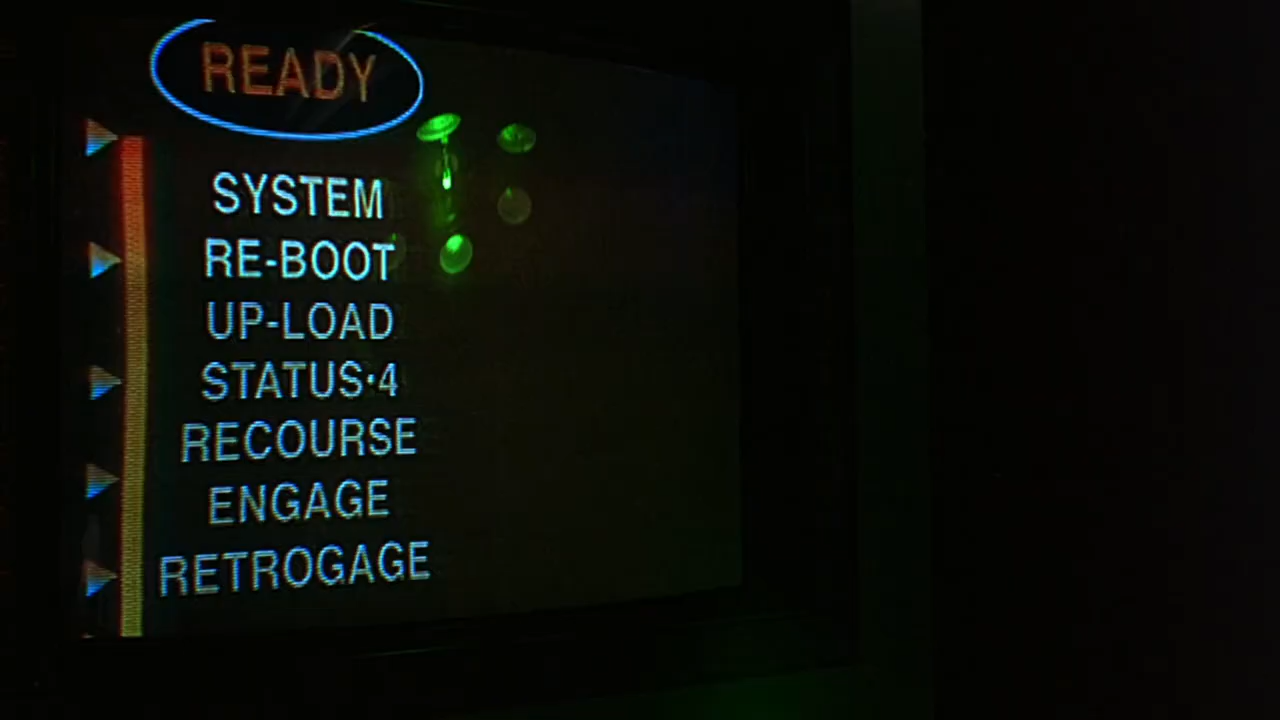 READY
SYSTEM
RE-BOOT
UP-LOAD
STATUS·4
RECOURSE
ENGAGE
RETROGAGE